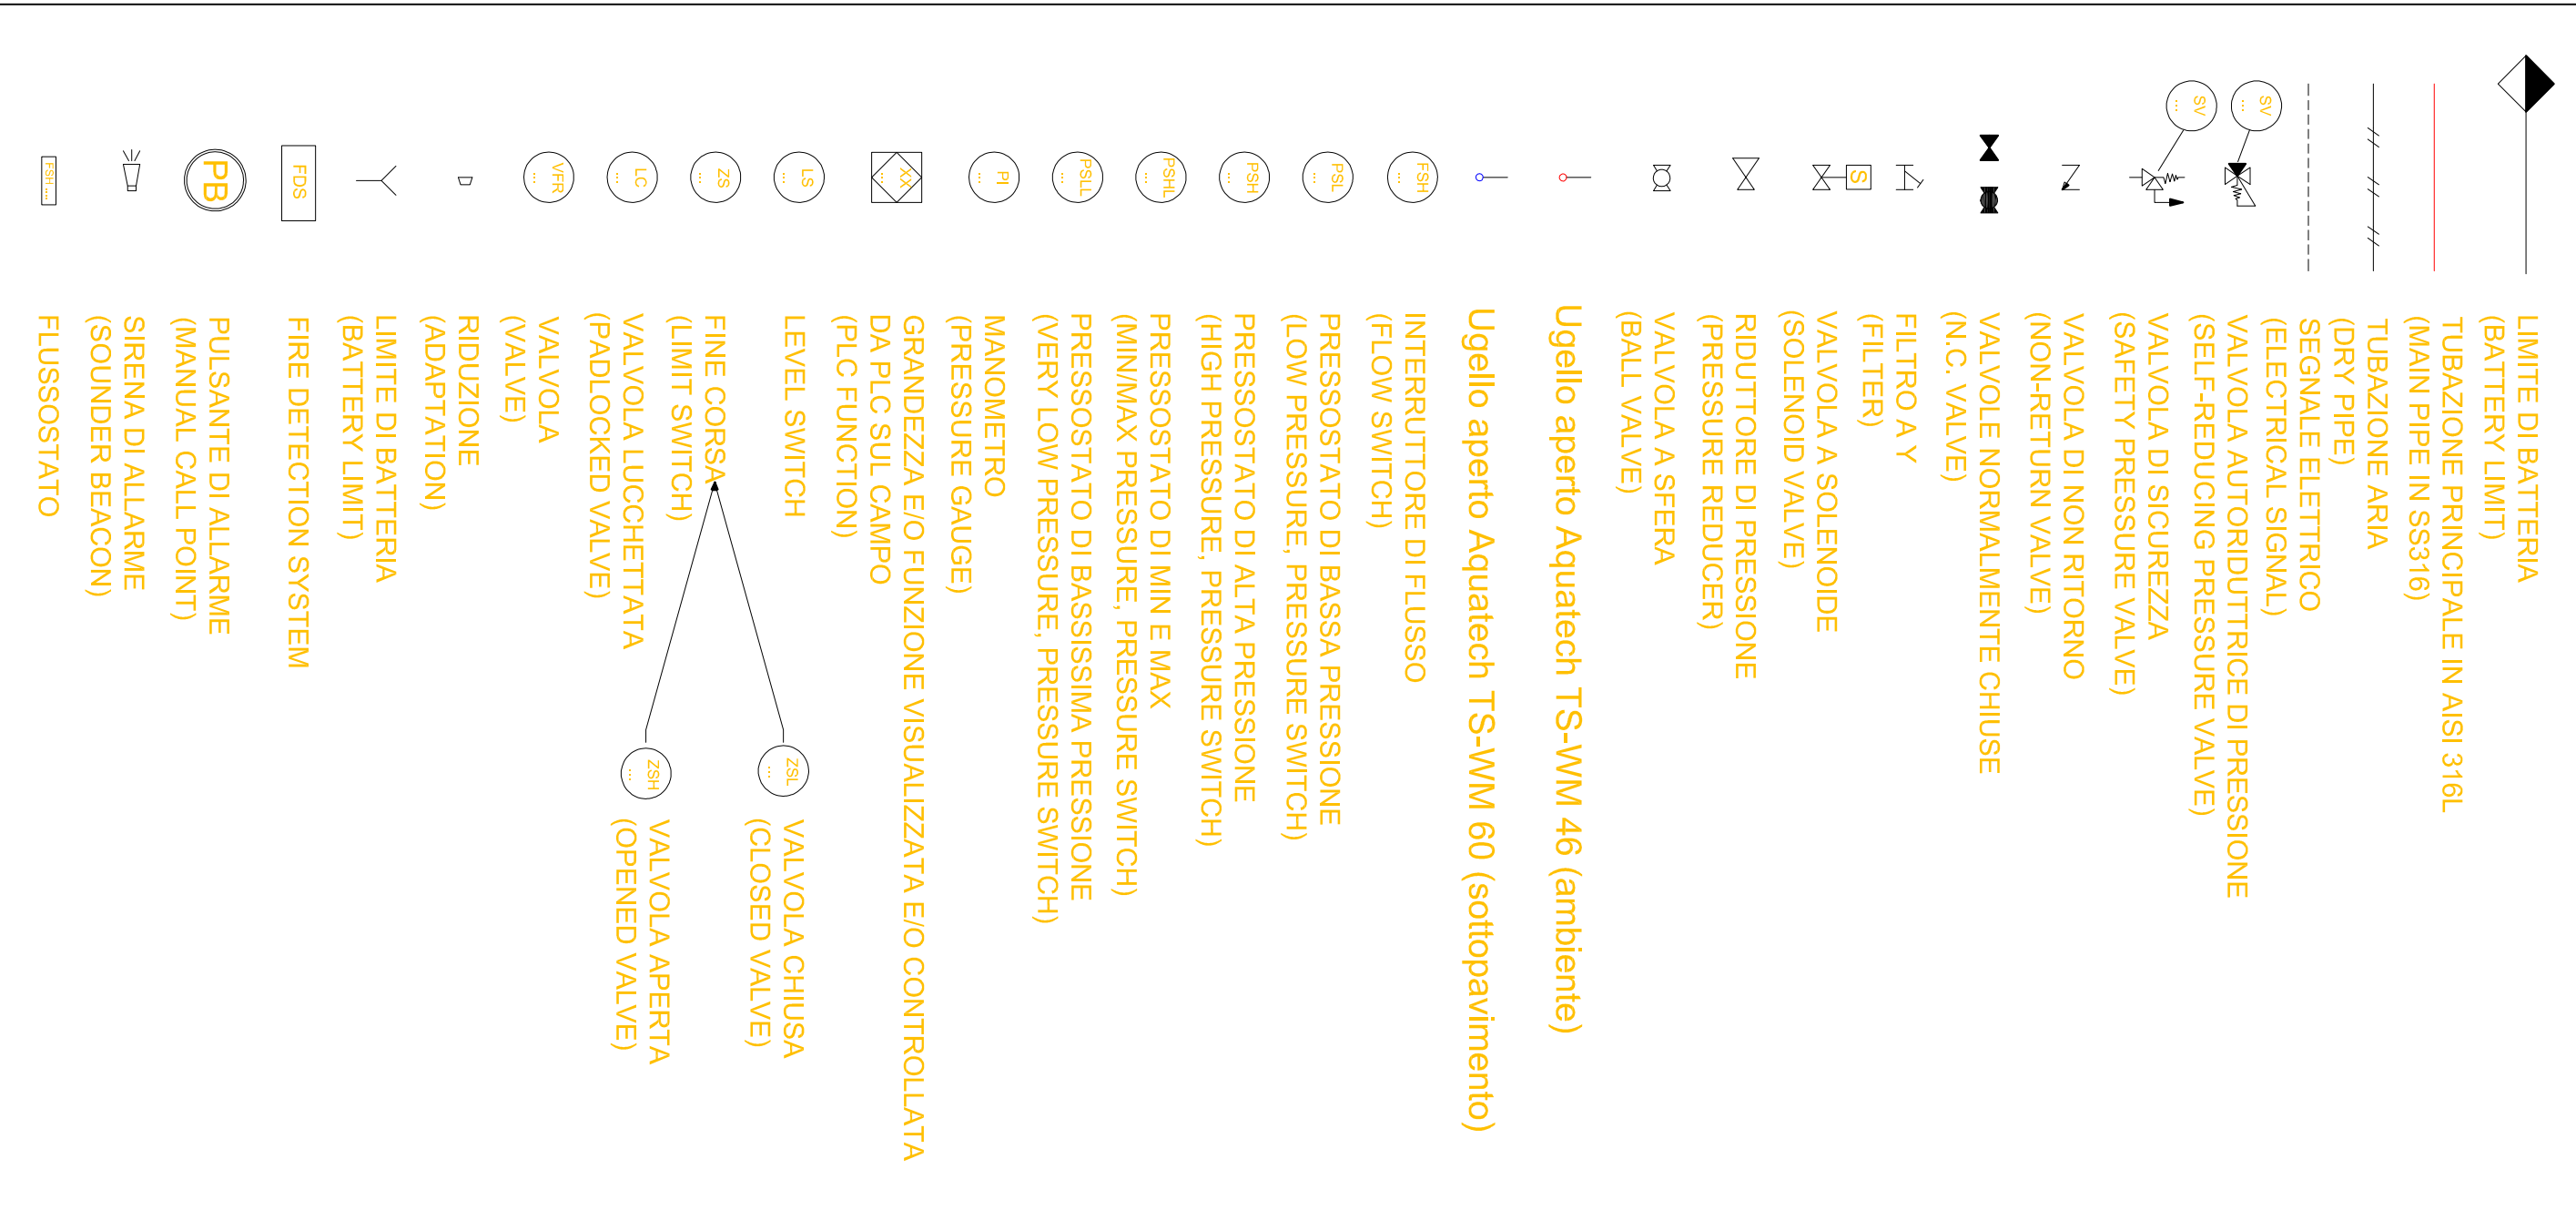 LIMITE DI BATTERIA
(BATTERY LIMIT)
TUBAZIONE PRINCIPALE IN AISI 316L
(MAIN PIPE IN SS316)
TUBAZIONE ARIA
(DRY PIPE)
SEGNALE ELETTRICO
(ELECTRICAL SIGNAL)
SV
...
VALVOLA AUTORIDUTTRICE DI PRESSIONE
(SELF-REDUCING PRESSURE VALVE)
SV
...
VALVOLA DI SICUREZZA
(SAFETY PRESSURE VALVE)
VALVOLA DI NON RITORNO
(NON-RETURN VALVE)
VALVOLE NORMALMENTE CHIUSE
(N.C. VALVE)
FILTRO A Y
(FILTER)
S
VALVOLA A SOLENOIDE
(SOLENOID VALVE)
RIDUTTORE DI PRESSIONE
(PRESSURE REDUCER)
VALVOLA A SFERA
(BALL VALVE)
Ugello aperto Aquatech TS-WM 46 (ambiente)
Ugello aperto Aquatech TS-WM 60 (sottopavimento)
FSH
...
INTERRUTTORE DI FLUSSO
(FLOW SWITCH)
PSL
...
PRESSOSTATO DI BASSA PRESSIONE
(LOW PRESSURE, PRESSURE SWITCH)
PSH
...
PRESSOSTATO DI ALTA PRESSIONE
(HIGH PRESSURE, PRESSURE SWITCH)
PSHL
...
PRESSOSTATO DI MIN E MAX
(MIN/MAX PRESSURE, PRESSURE SWITCH)
PSLL
...
PRESSOSTATO DI BASSISSIMA PRESSIONE
(VERY LOW PRESSURE, PRESSURE SWITCH)
PI
...
MANOMETRO
(PRESSURE GAUGE)
XX
...
GRANDEZZA E/O FUNZIONE VISUALIZZATA E/O CONTROLLATA
DA PLC SUL CAMPO
(PLC FUNCTION)
LS
...
LEVEL SWITCH
ZS
...
FINE CORSA
(LIMIT SWITCH)
ZSL
...
VALVOLA CHIUSA
(CLOSED VALVE)
ZSH
...
VALVOLA APERTA
(OPENED VALVE)
LC
...
VALVOLA LUCCHETTATA
(PADLOCKED VALVE)
VFR
...
VALVOLA
(VALVE)
RIDUZIONE
(ADAPTATION)
LIMITE DI BATTERIA
(BATTERY LIMIT)
FDS
FIRE DETECTION SYSTEM
PB
PULSANTE DI ALLARME
(MANUAL CALL POINT)
SIRENA DI ALLARME
(SOUNDER BEACON)
FSH ...
FLUSSOSTATO